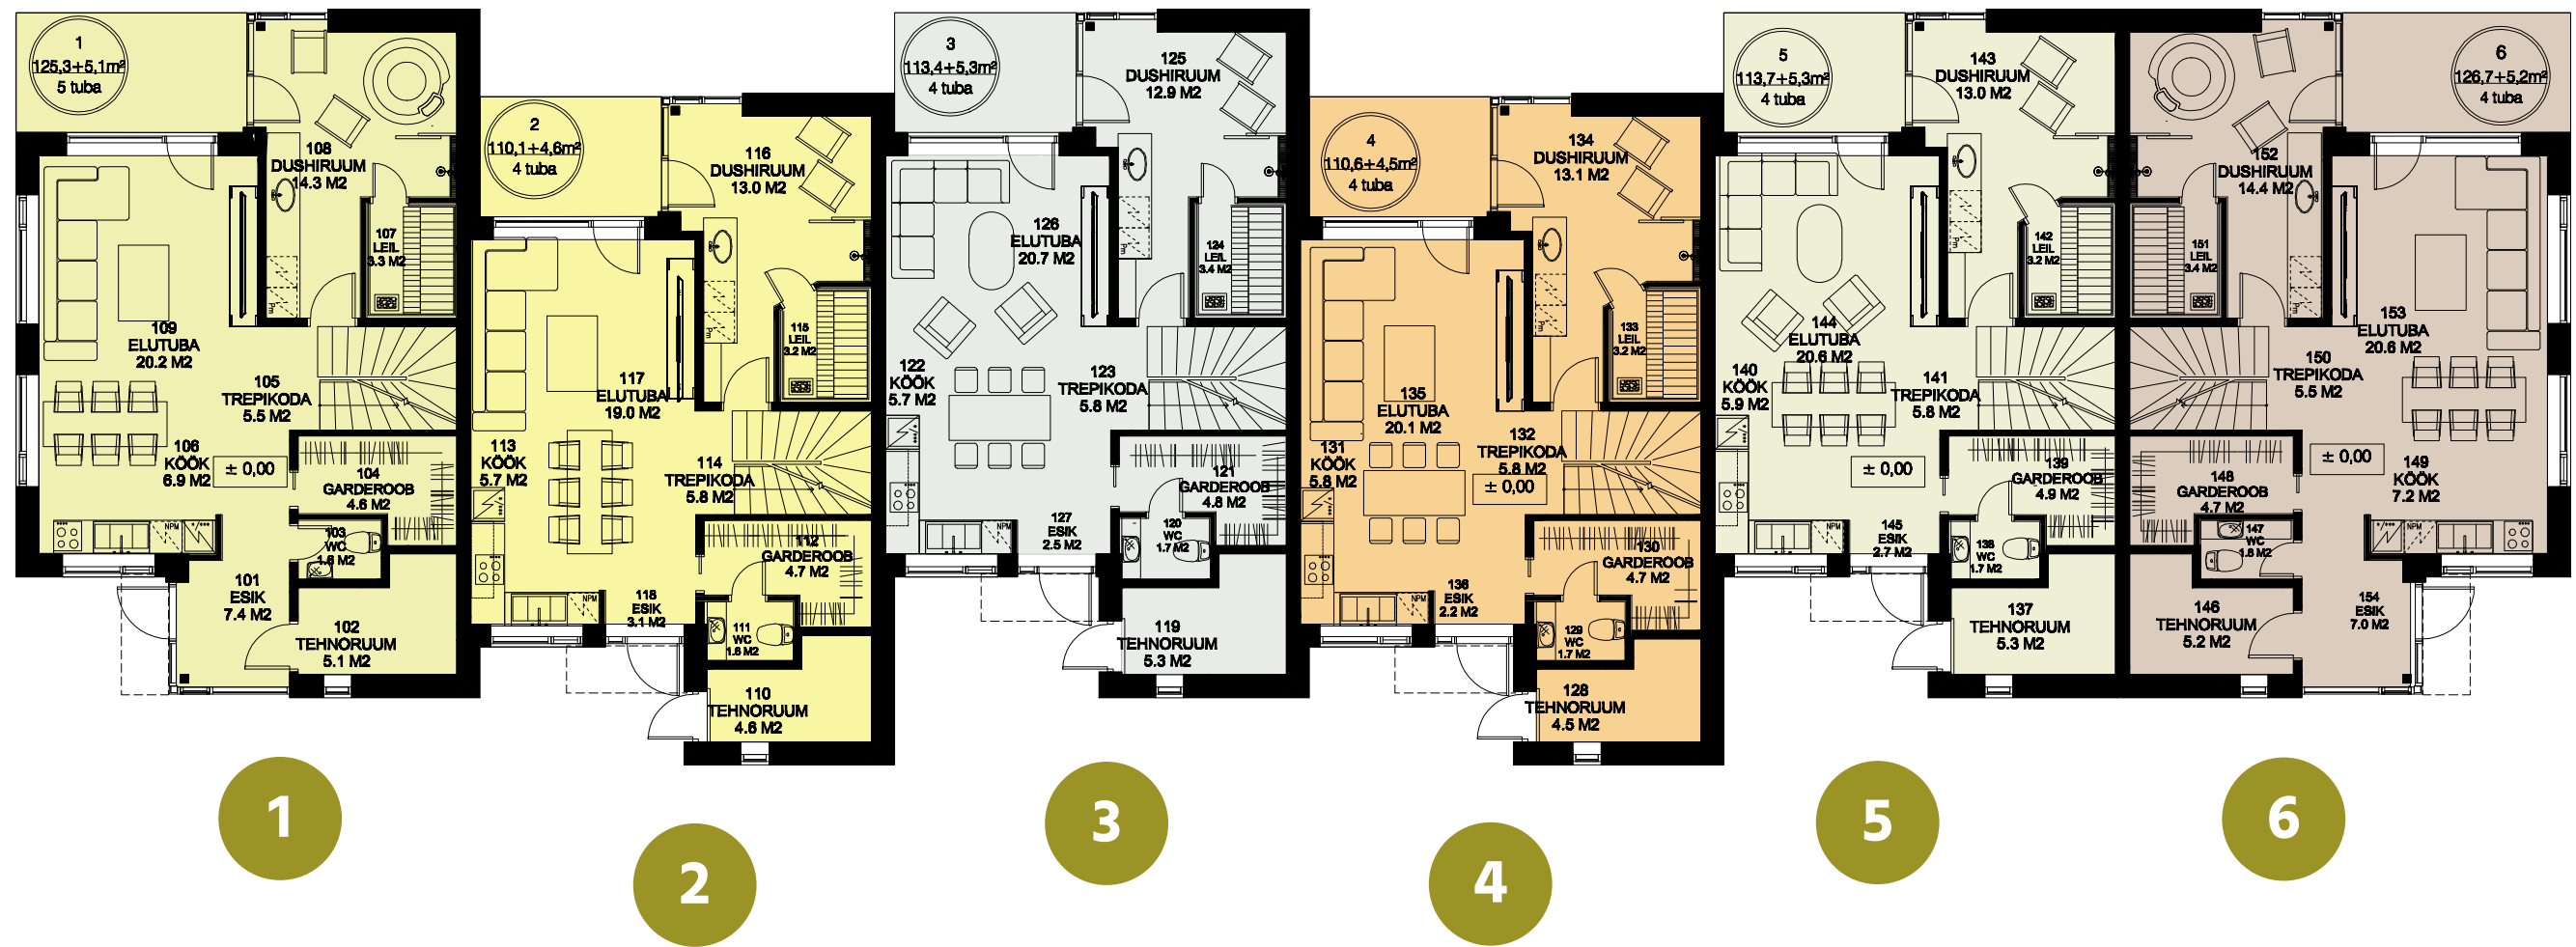 1
125,3+5,1m²
5 tuba
108
DUSHIRUUM
14.3 M2
107
LEIL
3.3 M2
109
ELUTUBA
20.2 M2
105
TREPIKODA
5.5 M2
106
KÖÖK
6.9 M2
± 0,00
104
GARDEROOB
4.6 M2
NPM
103
WC
1.6 M2
101
ESIK
7.4 M2
102
TEHNORUUM
5.1 M2
2
110,1+4,6m²
4 tuba
116
DUSHIRUUM
13.0 M2
Pm
115
LEIL
3.2 M2
117
ELUTUBA
19.0 M2
113
KÖÖK
5.7 M2
114
TREPIKODA
5.8 M2
112
GARDEROOB
4.7 M2
NPM
118
ESIK
3.1 M2
111
WC
1.6 M2
110
TEHNORUUM
4.6 M2
3
113,4+5,3m²
4 tuba
125
DUSHIRUUM
12.9 M2
Pm
124
LEIL
3.4 M2
126
ELUTUBA
20.7 M2
122
KÖÖK
5.7 M2
123
TREPIKODA
5.8 M2
121
GARDEROOB
4.8 M2
NPM
127
ESIK
2.5 M2
120
WC
1.7 M2
119
TEHNORUUM
5.3 M2
4
110,6+4,5m²
4 tuba
134
DUSHIRUUM
13.1 M2
Pm
133
LEIL
3.2 M2
135
ELUTUBA
20.1 M2
131
KÖÖK
5.8 M2
132
TREPIKODA
5.8 M2
± 0,00
130
GARDEROOB
4.7 M2
NPM
136
ESIK
2.2 M2
129
WC
1.7 M2
128
TEHNORUUM
4.5 M2
5
113,7+5,3m²
4 tuba
143
DUSHIRUUM
13.0 M2
Pm
142
LEIL
3.2 M2
144
ELUTUBA
20.6 M2
140
KÖÖK
5.9 M2
141
TREPIKODA
5.8 M2
± 0,00
139
GARDEROOB
4.9 M2
NPM
145
ESIK
2.7 M2
138
WC
1.7 M2
137
TEHNORUUM
5.3 M2
6
126,7+5,2m²
4 tuba
152
DUSHIRUUM
14.4 M2
Pm
151
LEIL
3.4 M2
153
ELUTUBA
20.6 M2
150
TREPIKODA
5.5 M2
± 0,00
149
KÖÖK
7.2 M2
148
GARDEROOB
4.7 M2
NPM
147
WC
1.6 M2
146
TEHNORUUM
5.2 M2
154
ESIK
7.0 M2
1
2
3
4
5
6